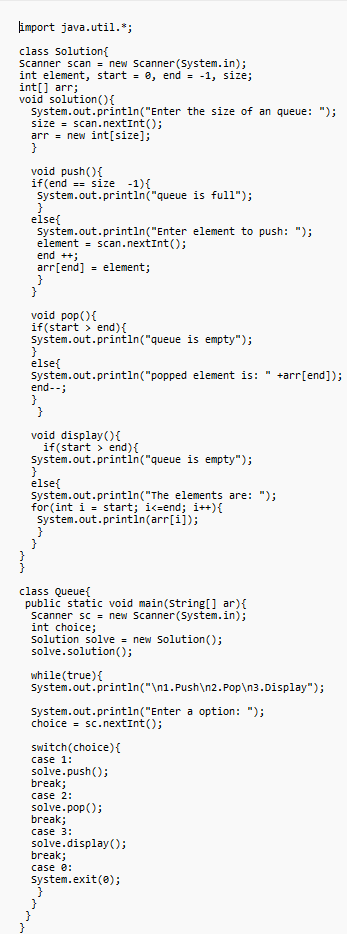 import java.util.*;

class Solution{
Scanner scan = new Scanner(System.in);
int element, start = 0, end = -1, size;
int[] arr;
void solution(){
  System.out.println("Enter the size of an queue: ");
  size = scan.nextInt();
  arr = new int[size];
  }

  void push(){
  if(end == size  -1){
   System.out.println("queue is full");
   }
  else{
   System.out.println("Enter element to push: ");
   element = scan.nextInt();
   end ++;
   arr[end] = element;
   }
  }

  void pop(){
  if(start > end){
  System.out.println("queue is empty");
  }
  else{
  System.out.println("popped element is: " +arr[end]);
  end--;
  }
   }

  void display(){
    if(start > end){
  System.out.println("queue is empty");
  }
  else{
  System.out.println("The elements are: ");
  for(int i = start; i<=end; i++){
   System.out.println(arr[i]);
   }
  }
}
}

class Queue{
 public static void main(String[] ar){
  Scanner sc = new Scanner(System.in);
  int choice;
  Solution solve = new Solution();
  solve.solution();

  while(true){
  System.out.println("\n1.Push\n2.Pop\n3.Display");

  System.out.println("Enter a option: ");
  choice = sc.nextInt();

  switch(choice){
  case 1:
  solve.push();
  break;
  case 2:
  solve.pop();
  break;
  case 3:
  solve.display();
  break;
  case 0:
  System.exit(0);
   }
  }
 }
}